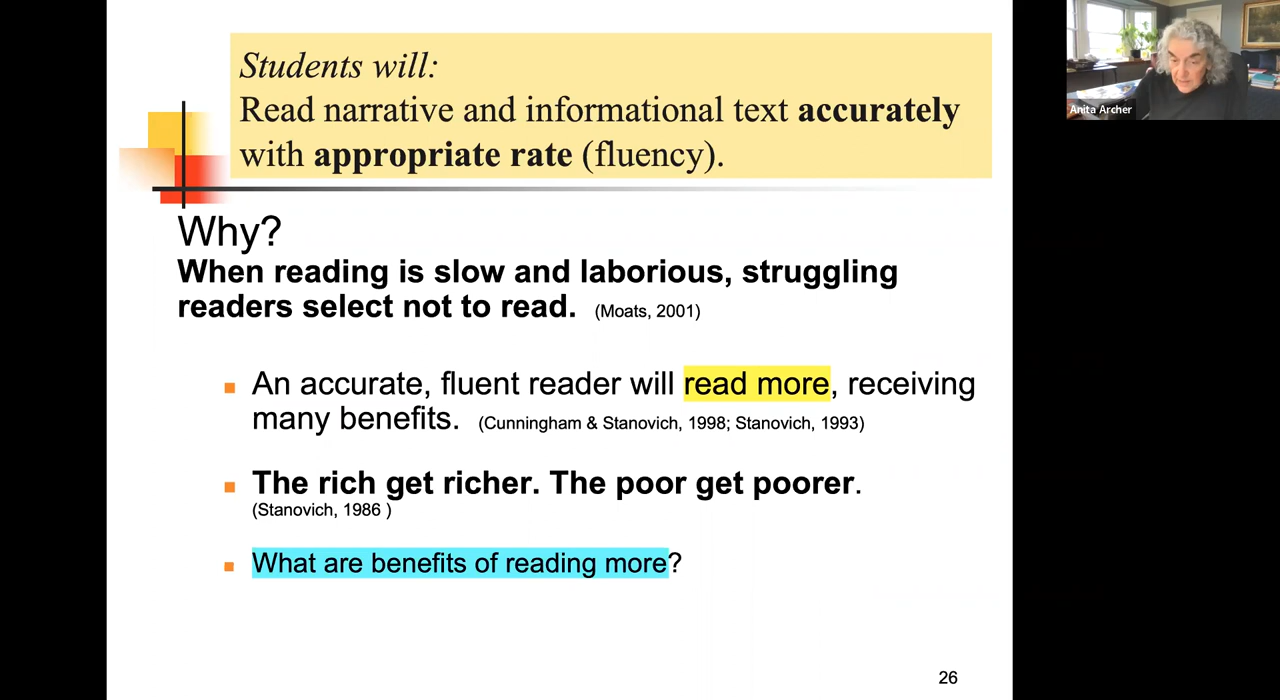 Students will:
Read narrative and informational text accurately
with appropriate rate (fluency).
Why?
When reading is slow and laborious, struggling
readers select not to read. (Moats, 2001)
An accurate, fluent reader will read more, receiving
many benefits. (Cunningham & Stanovich, 1998; Stanovich, 1993)
The rich get richer. The poor get poorer.
(Stanovich, 1986 )
What are benefits of reading more?
26
Anita Archer